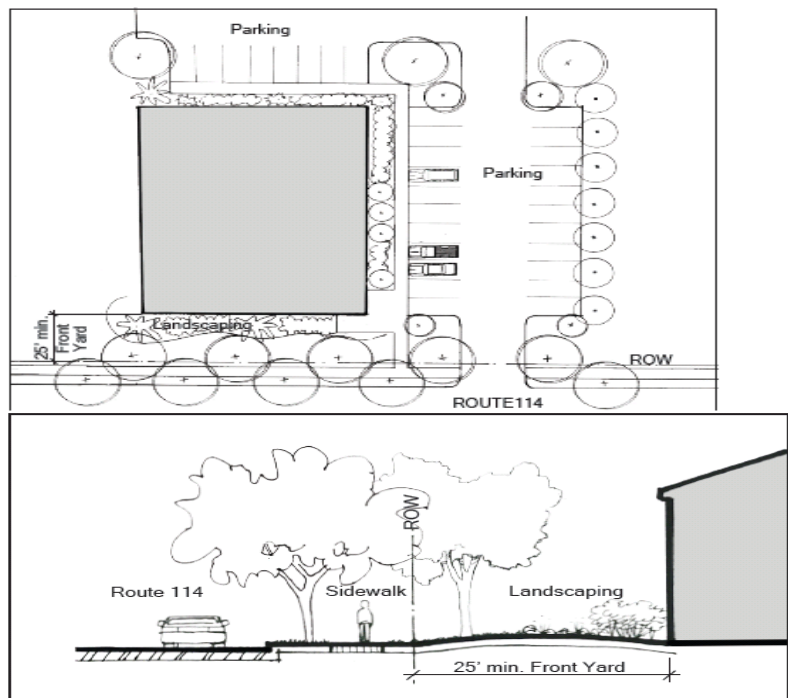 Parking
Parking
Landscaping
25' min.
Front
Yard
ROW
ROUTE114
ROW
Route 114
Sidewalk
Landscaping
25' min. Front Yard